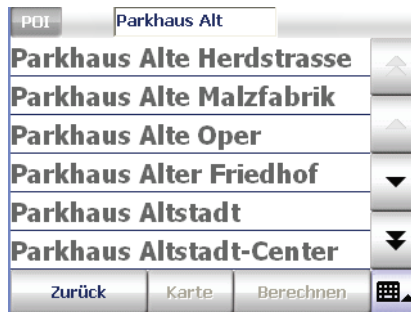 POI Parkhaus Alt
Parkhaus Alte Herdstrasse
Parkhaus Alte Malzfabrik
Parkhaus Alte Oper
Parkhaus Alter Friedhof
Parkhaus Altstadt
Parkhaus Altstadt-Center
Zurück Karte Berechnen